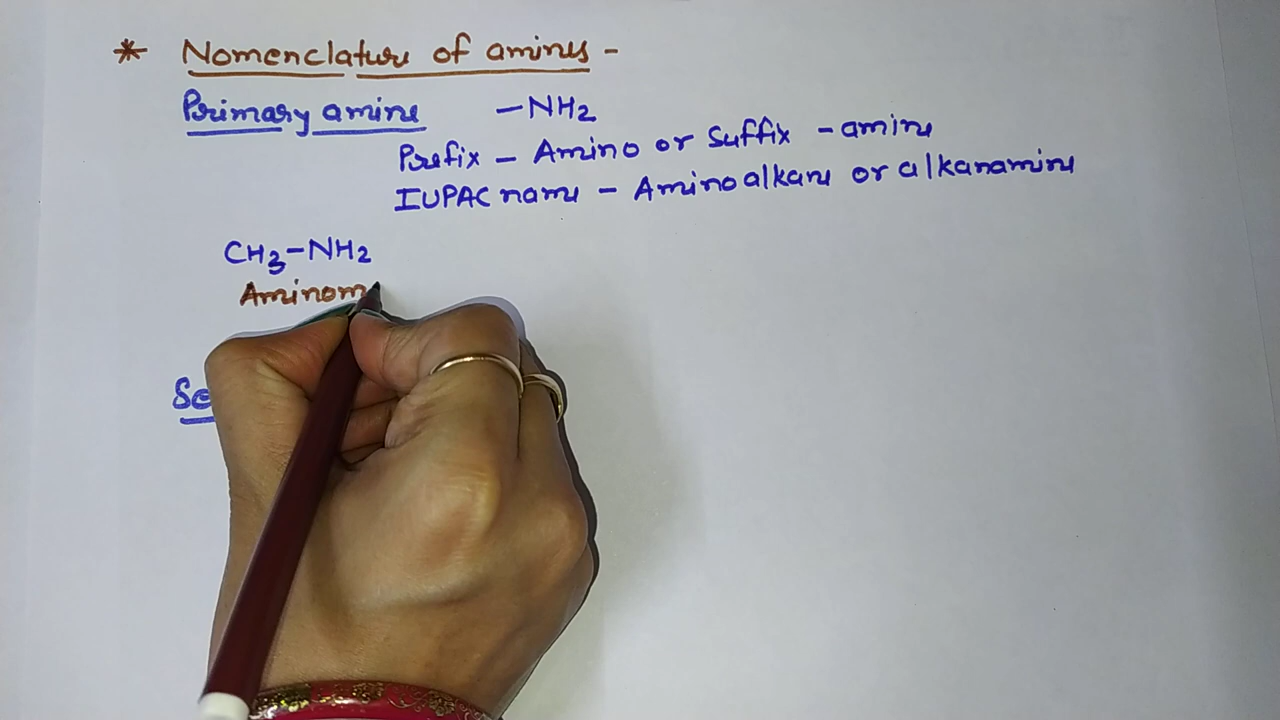 * Nomenclature of amines -
Primary amine -NH2
Prefix - Amino or Suffix - amine
IUPAC name - Aminoalkane or alkanamine
CH3-NH2
Aminom
Se